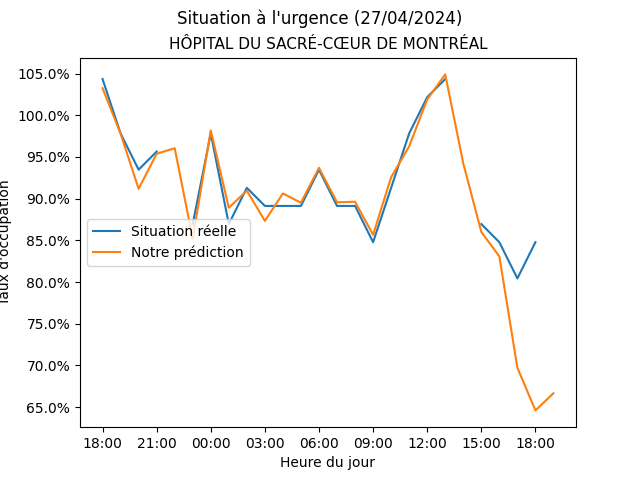 Situation à l'urgence (27/04/2024)
HÔPITAL DU SACRÉ-CŒUR DE MONTRÉAL
105.0%
100.0%
95.0%
90.0%
85.0%
80.0%
75.0%
70.0%
65.0%
Taux d'occupation
Situation réelle
Notre prédiction
18:00 21:00 00:00 03:00 06:00 09:00 12:00 15:00 18:00
Heure du jour